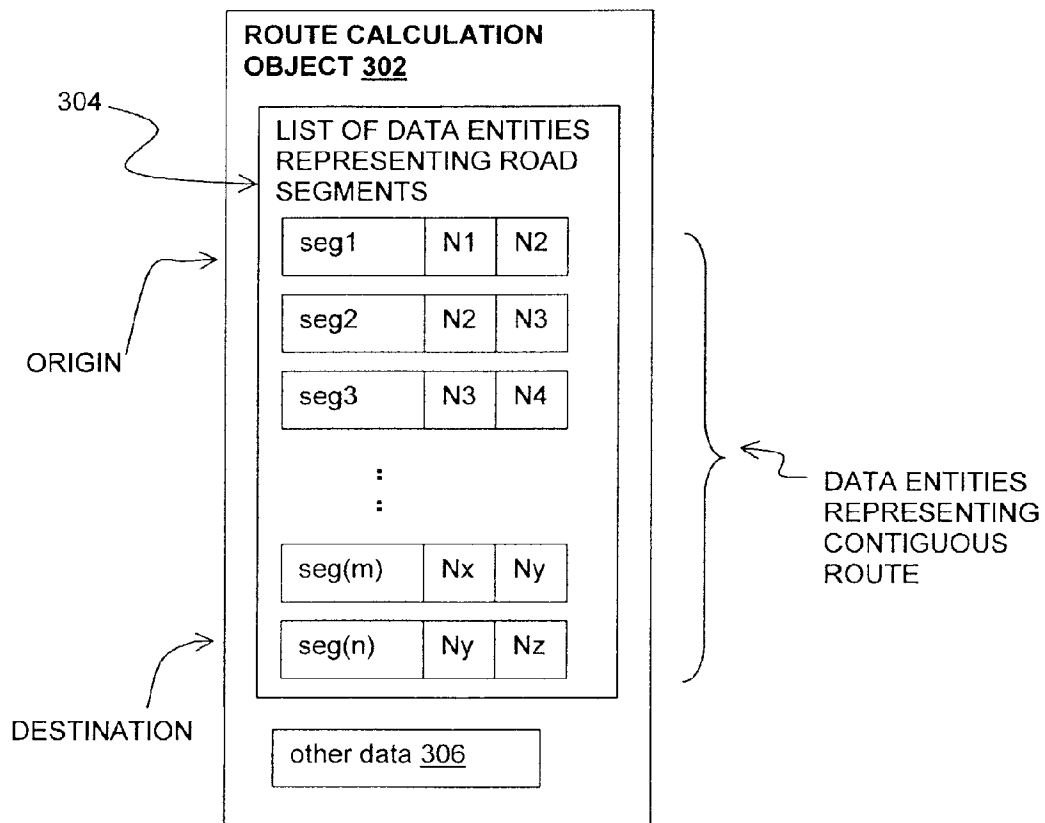 ROUTE CALCULATION
OBJECT 302
304
LIST OF DATA ENTITIES
REPRESENTING ROAD
SEGMENTS
seg1 N1 N2
seg2 N2 N3
ORIGIN
seg3 N3 N4
:
:
DATA ENTITIES
REPRESENTING
CONTIGUOUS
ROUTE
seg(m) Nx Ny
seg(n) Ny Nz
DESTINATION
other data 306